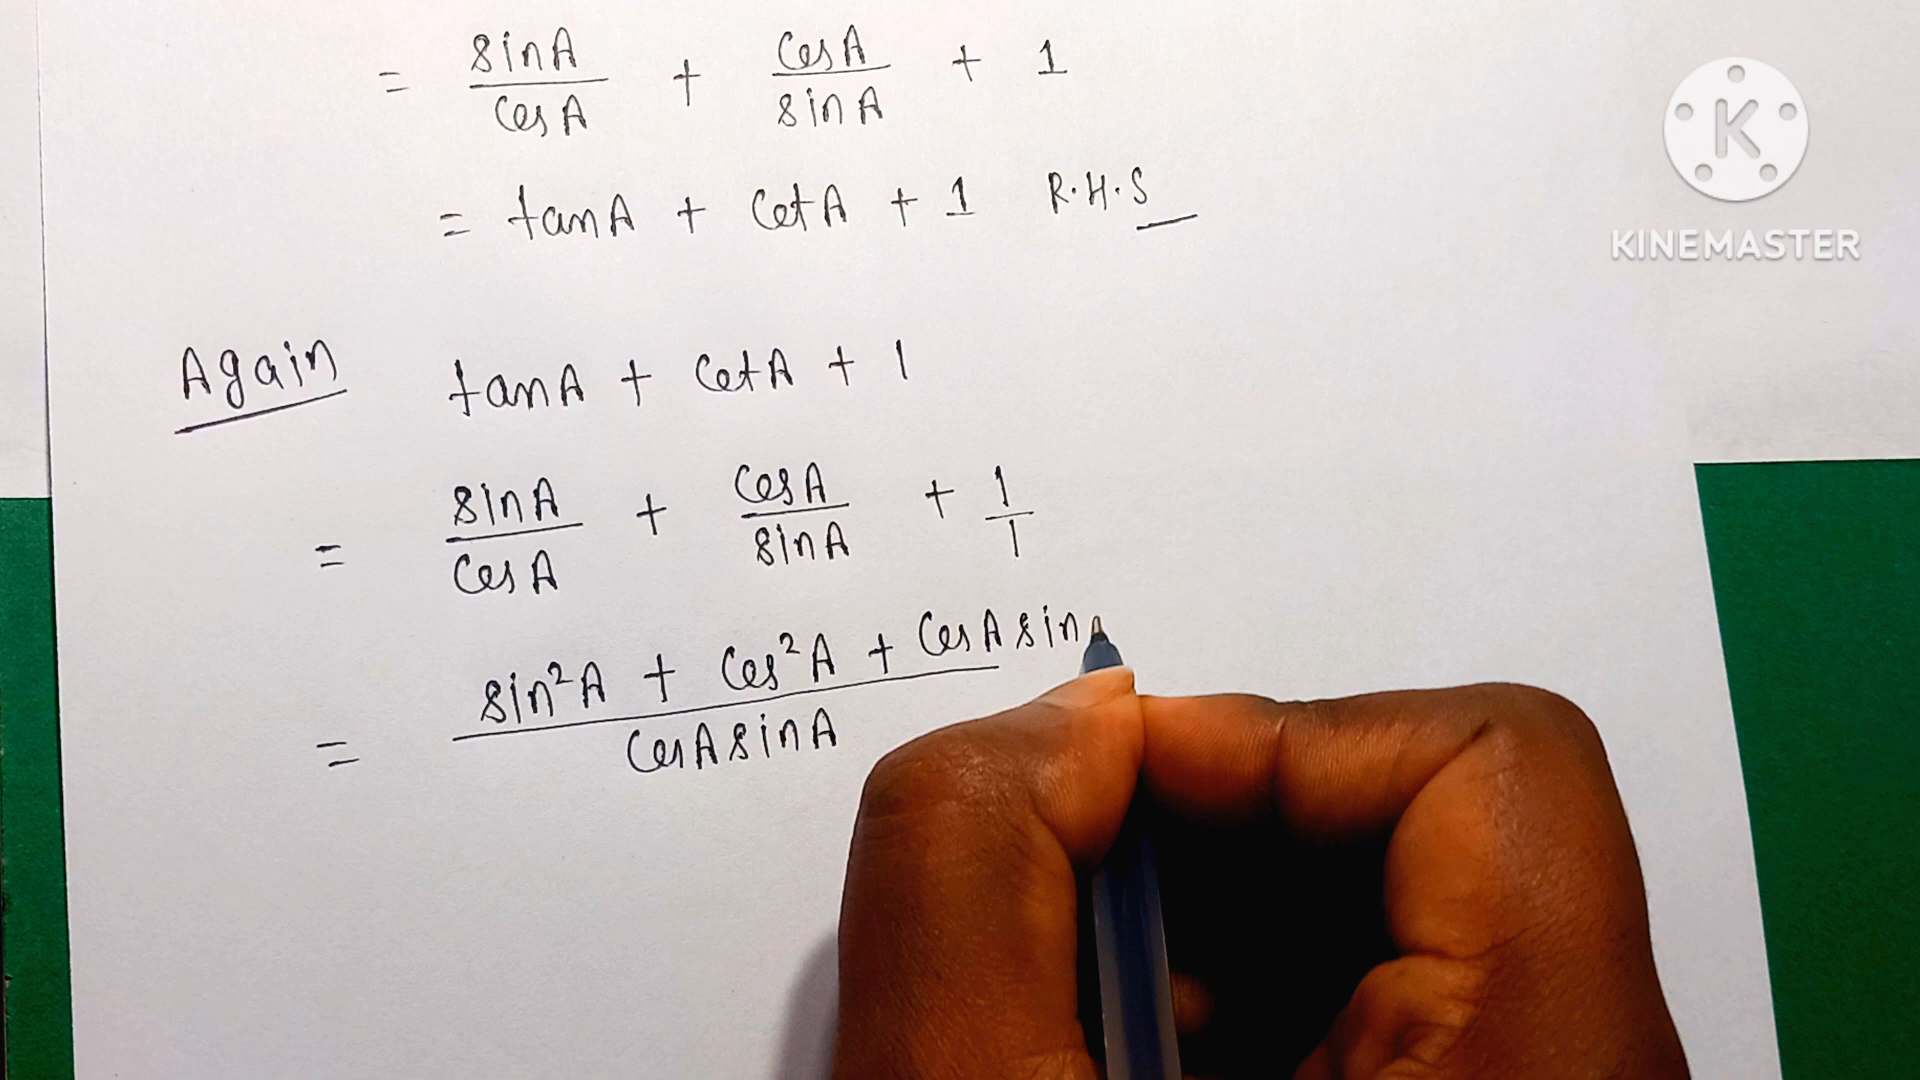 = sinA/cosA + cosA/sinA + 1
= tanA + cotA + 1 R.H.S
K
KINEMASTER
Again tanA + cotA + 1
= sinA/cosA + cosA/sinA + 1/1
= sin²A + cos²A + cosA sin/cosA sinA